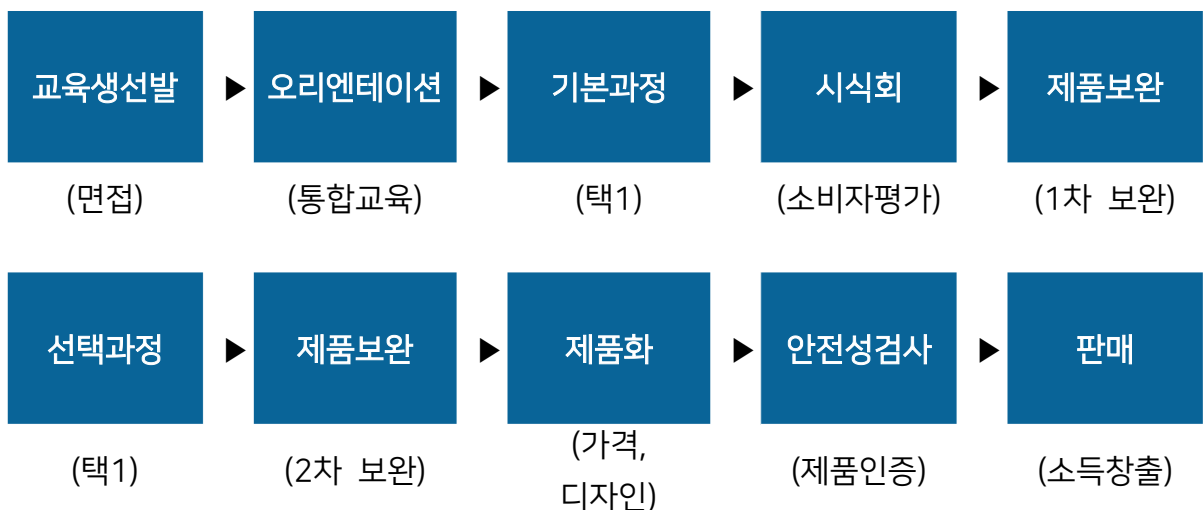 교육생선발 ▶ 오리엔테이션 ▶ 기본과정 ▶ 시식회 ▶ 제품보완
(면접) (통합교육) (택1) (소비자평가) (1차 보완)
선택과정 ▶ 제품보완 ▶ 제품화 ▶ 안전성검사 ▶ 판매
(택1) (2차 보완) (가격, 디자인) (제품인증) (소득창출)